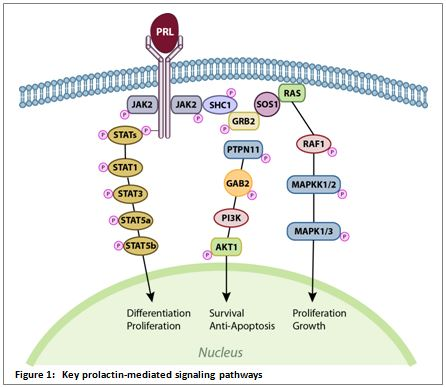 PRL
JAK2
JAK2
SHC1
SOS1
RAS
P
P
P
P
GRB2
P
STATs
P
P
PTPN11
P
RAF1
P
STAT1
P
GAB2
P
MAPKK1/2
P
STAT3
P
PI3K
STAT5a
P
MAPK1/3
P
STAT5b
P
AKT1
P
Differentiation
Proliferation
Survival
Anti-Apoptosis
Proliferation
Growth
Nucleus
Figure 1: Key prolactin-mediated signaling pathways